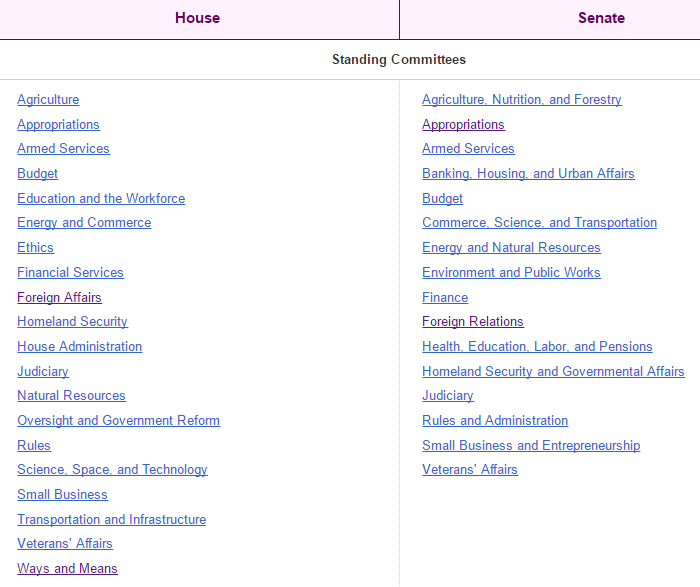 House
Senate
Standing Committees
Agriculture
Appropriations
Armed Services
Budget
Education and the Workforce
Energy and Commerce
Ethics
Financial Services
Foreign Affairs
Homeland Security
House Administration
Judiciary
Natural Resources
Oversight and Government Reform
Rules
Science, Space, and Technology
Small Business
Transportation and Infrastructure
Veterans' Affairs
Ways and Means
Agriculture, Nutrition, and Forestry
Appropriations
Armed Services
Banking, Housing, and Urban Affairs
Budget
Commerce, Science, and Transportation
Energy and Natural Resources
Environment and Public Works
Finance
Foreign Relations
Health, Education, Labor, and Pensions
Homeland Security and Governmental Affairs
Judiciary
Rules and Administration
Small Business and Entrepreneurship
Veterans' Affairs